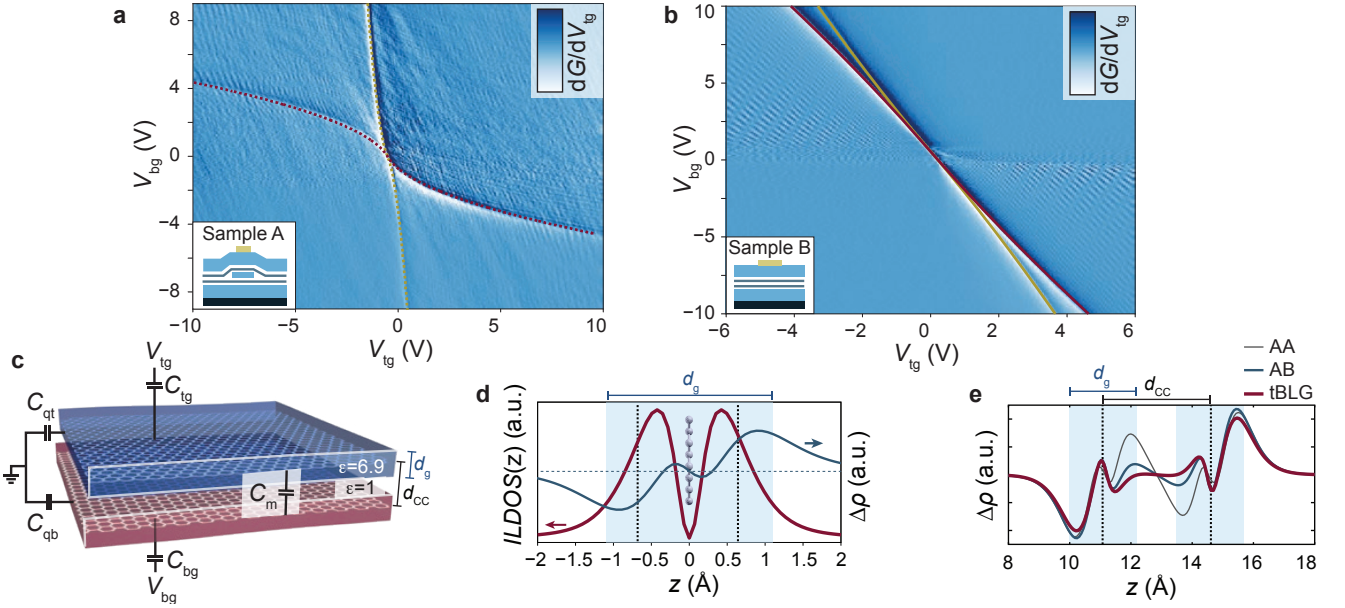 a
V_bg (V)
8
4
0
−4
−8
−10
−5
0
5
10
V_tg (V)
dG/dV_tg
Sample A
b
V_bg (V)
10
5
0
−5
−10
−6
−4
−2
0
2
4
6
V_tg (V)
dG/dV_tg
Sample B
c
V_tg
C_tg
C_qt
ε=6.9
d_g
ε=1
d_CC
C_m
C_qb
C_bg
V_bg
d
d_g
ILDOS(z) (a.u.)
Δρ (a.u.)
−2
−1.5
−1
−0.5
0
0.5
1
1.5
2
z (Å)
e
AA
AB
tBLG
d_g
d_CC
Δρ (a.u.)
8
10
12
14
16
18
z (Å)